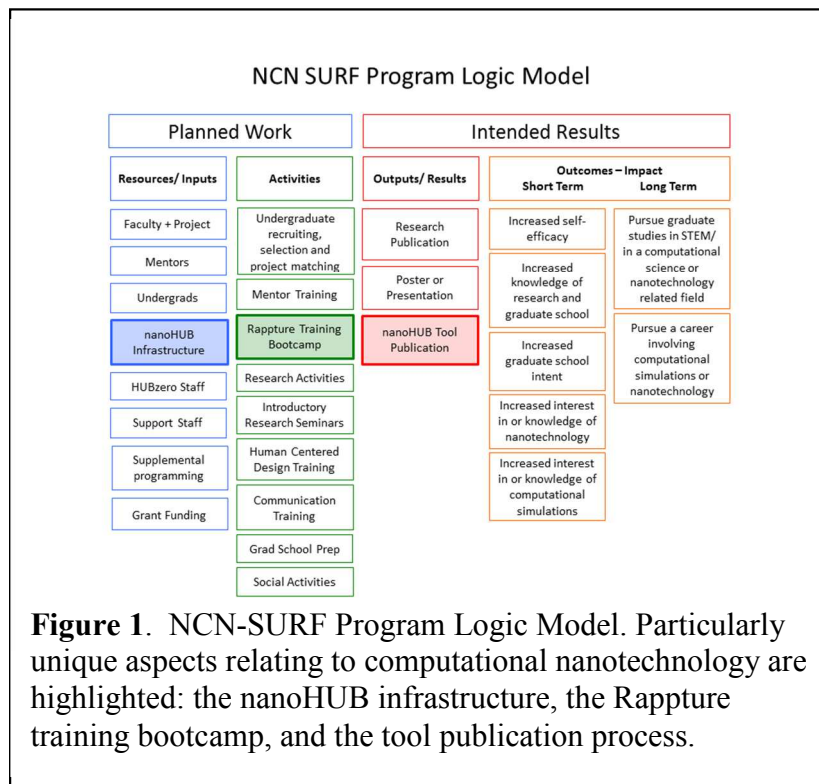 NCN SURF Program Logic Model
Planned Work
Intended Results
Resources/ Inputs
Faculty + Project
Mentors
Undergrads
nanoHUB
Infrastructure
HUBzero Staff
Support Staff
Supplemental
programming
Grant Funding
Activities
Undergraduate
recruiting,
selection and
project matching
Mentor Training
Rappture Training
Bootcamp
Research Activities
Introductory
Research Seminars
Human Centered
Design Training
Communication
Training
Grad School Prep
Social Activities
Outputs/ Results
Research
Publication
Poster or
Presentation
nanoHUB Tool
Publication
Outcomes – Impact
Short Term
Long Term
Increased self-
efficacy
Increased
knowledge of
research and
graduate school
Increased
graduate school
intent
Increased interest
in or knowledge of
nanotechnology
Increased interest
in or knowledge of
computational
simulations
Pursue graduate
studies in STEM/
in a computational
science or
nanotechnology
related field
Pursue a career
involving
computational
simulations or
nanotechnology
Figure 1. NCN-SURF Program Logic Model. Particularly
unique aspects relating to computational nanotechnology are
highlighted: the nanoHUB infrastructure, the Rappture
training bootcamp, and the tool publication process.